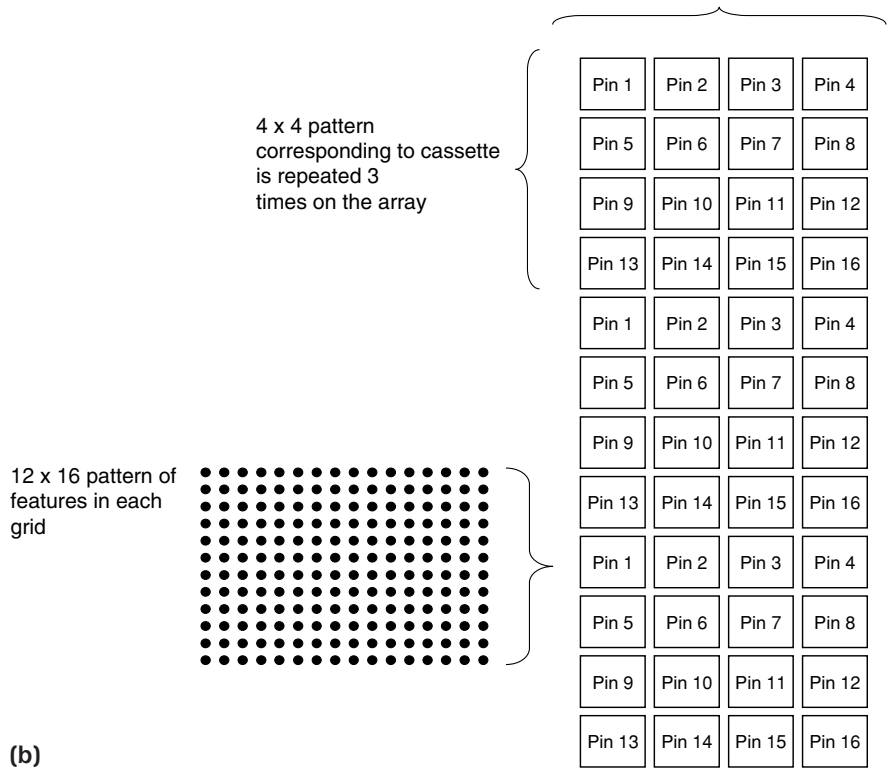 4 x 4 pattern
corresponding to cassette
is repeated 3
times on the array
Pin 1 Pin 2 Pin 3 Pin 4
Pin 5 Pin 6 Pin 7 Pin 8
Pin 9 Pin 10 Pin 11 Pin 12
Pin 13 Pin 14 Pin 15 Pin 16
Pin 1 Pin 2 Pin 3 Pin 4
Pin 5 Pin 6 Pin 7 Pin 8
Pin 9 Pin 10 Pin 11 Pin 12
Pin 13 Pin 14 Pin 15 Pin 16
Pin 1 Pin 2 Pin 3 Pin 4
Pin 5 Pin 6 Pin 7 Pin 8
Pin 9 Pin 10 Pin 11 Pin 12
Pin 13 Pin 14 Pin 15 Pin 16
12 x 16 pattern of
features in each
grid
(b)